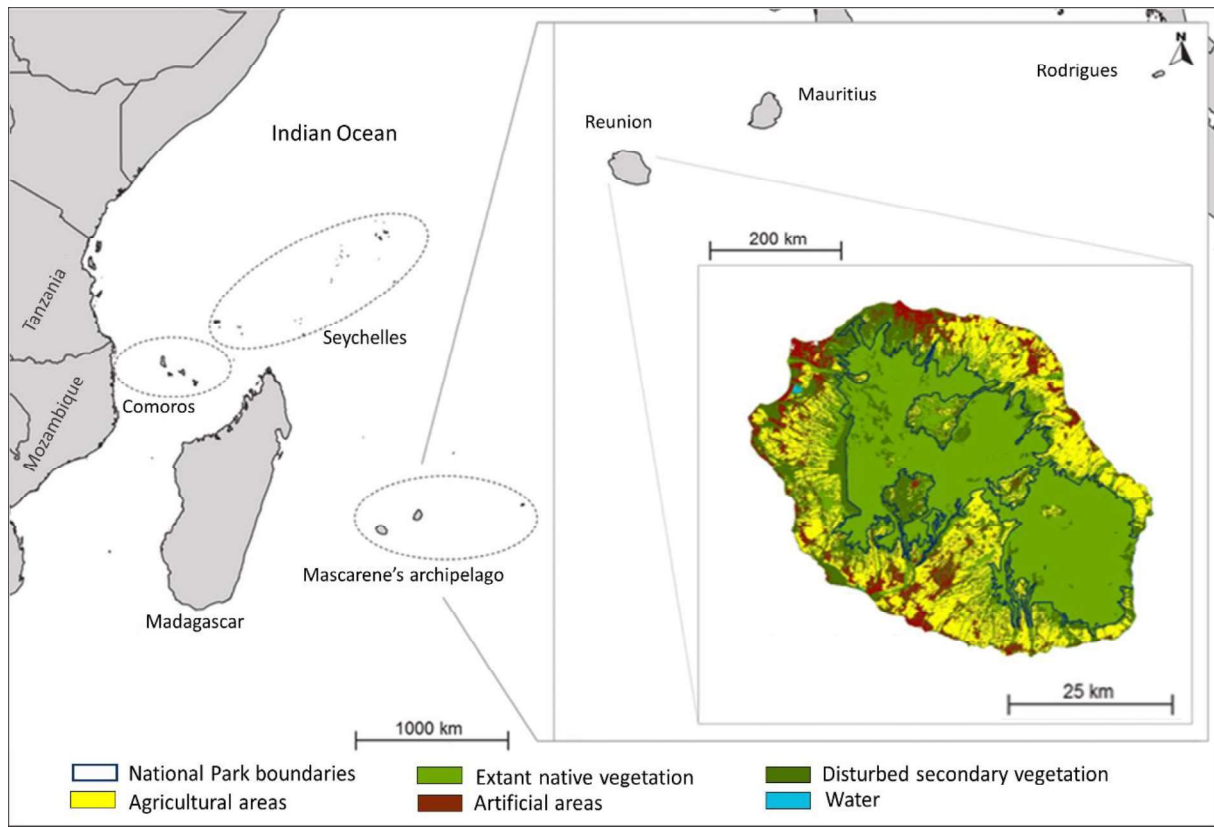 N
Rodrigues
Mauritius
Reunion
Indian Ocean
200 km
Tanzania
Seychelles
Mozambique
Comoros
Mascarene's archipelago
Madagascar
25 km
1000 km
National Park boundaries
Extant native vegetation
Disturbed secondary vegetation
Agricultural areas
Artificial areas
Water